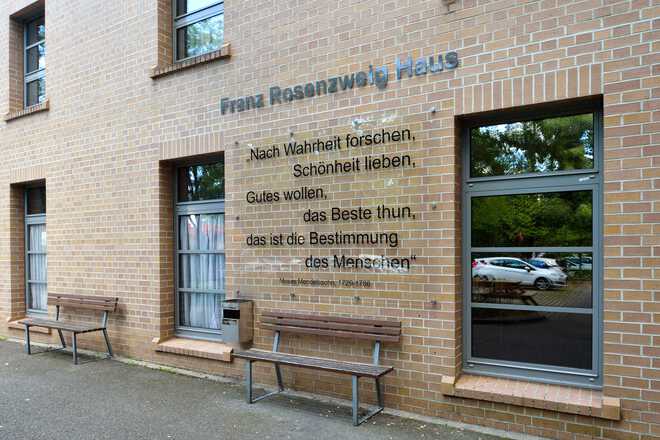 Franz Rosenzweig Haus
„Nach Wahrheit forschen,
Schönheit lieben,
Gutes wollen,
das Beste thun,
das ist die Bestimmung
des Menschen“
Moses Mendelssohn, 1729-1786